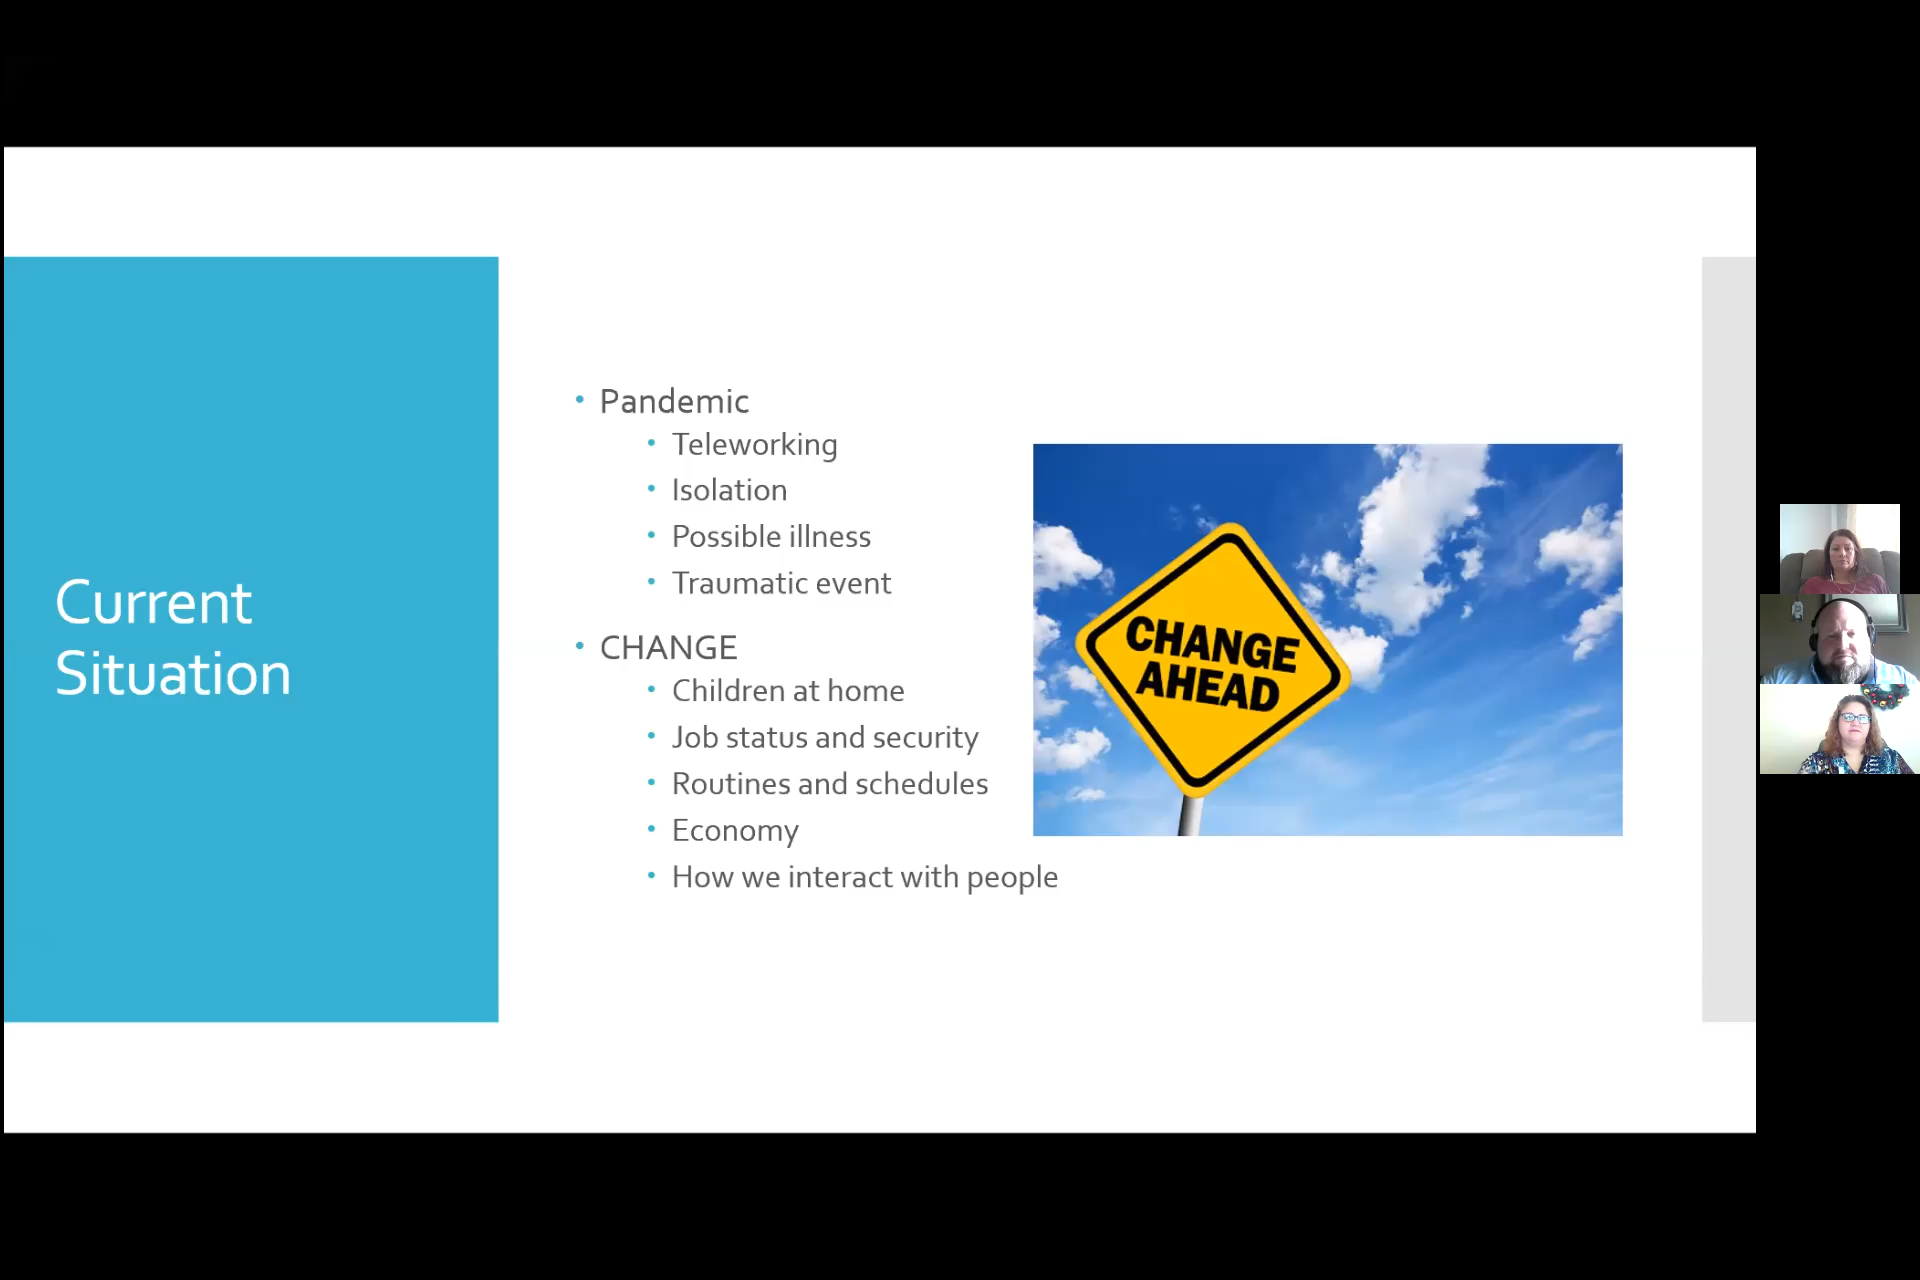 Current
Situation
• Pandemic
• Teleworking
• Isolation
• Possible illness
• Traumatic event
• CHANGE
• Children at home
• Job status and security
• Routines and schedules
• Economy
• How we interact with people
CHANGE
AHEAD